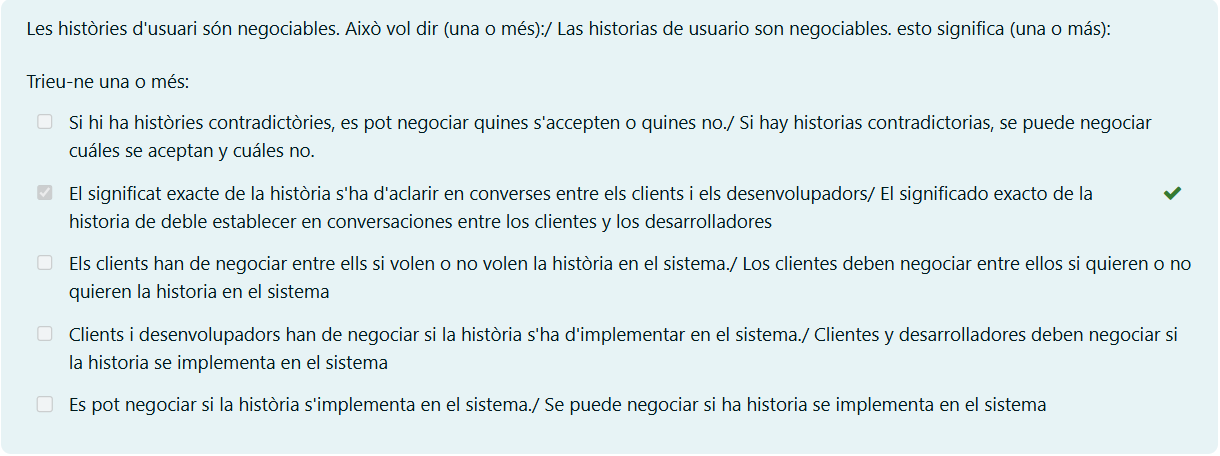 Les històries d'usuari són negociables. Això vol dir (una o més):/ Las historias de usuario son negociables. esto significa (una o más):
Trieu-ne una o més:
Si hi ha històries contradictòries, es pot negociar quines s'accepten o quines no./ Si hay historias contradictorias, se puede negociar
cuáles se aceptan y cuáles no.
El significat exacte de la història s'ha d'aclarir en converses entre els clients i els desenvolupadors/ El significado exacto de la
historia de deble establecer en conversaciones entre los clientes y los desarrolladores
Els clients han de negociar entre ells si volen o no volen la història en el sistema./ Los clientes deben negociar entre ellos si quieren o no
quieren la historia en el sistema
Clients i desenvolupadors han de negociar si la història s'ha d'implementar en el sistema./ Clientes y desarrolladores deben negociar si
la historia se implementa en el sistema
Es pot negociar si la història s'implementa en el sistema./ Se puede negociar si ha historia se implementa en el sistema